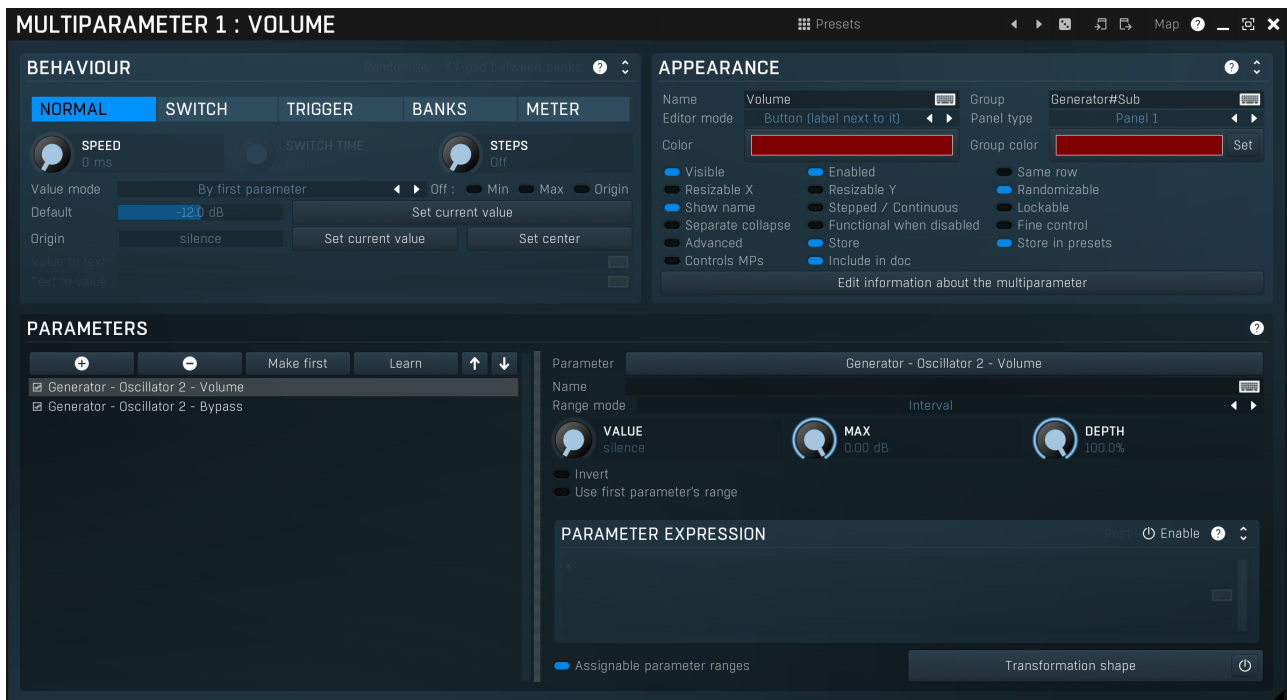 MULTIPARAMETER 1 : VOLUME
Presets
Map ?
BEHAVIOUR
Randomizer XY-pad between banks ?
NORMAL SWITCH TRIGGER BANKS METER
SPEED
0 ms
SWITCH TIME
STEPS
Off
Value mode By first parameter Off : Min Max Origin
Default -12.0 dB Set current value
Origin silence Set current value Set center
Value to text
Text to value
APPEARANCE ?
Name Volume Group Generator#Sub
Editor mode Button (label next to it) Panel type Panel 1
Color Group color Set
Visible Enabled Same row
Resizable X Resizable Y Randomizable
Show name Stepped / Continuous Lockable
Separate collapse Functional when disabled Fine control
Advanced Store Store in presets
Controls MPs Include in doc
Edit information about the multiparameter
PARAMETERS ?
Make first Learn
Generator - Oscillator 2 - Volume
Generator - Oscillator 2 - Bypass
Parameter Generator - Oscillator 2 - Volume
Name
Range mode Interval
VALUE
silence
MAX
0.00 dB
DEPTH
100.0%
Invert
Use first parameter's range
PARAMETER EXPRESSION Post Enable ?
x
Assignable parameter ranges Transformation shape